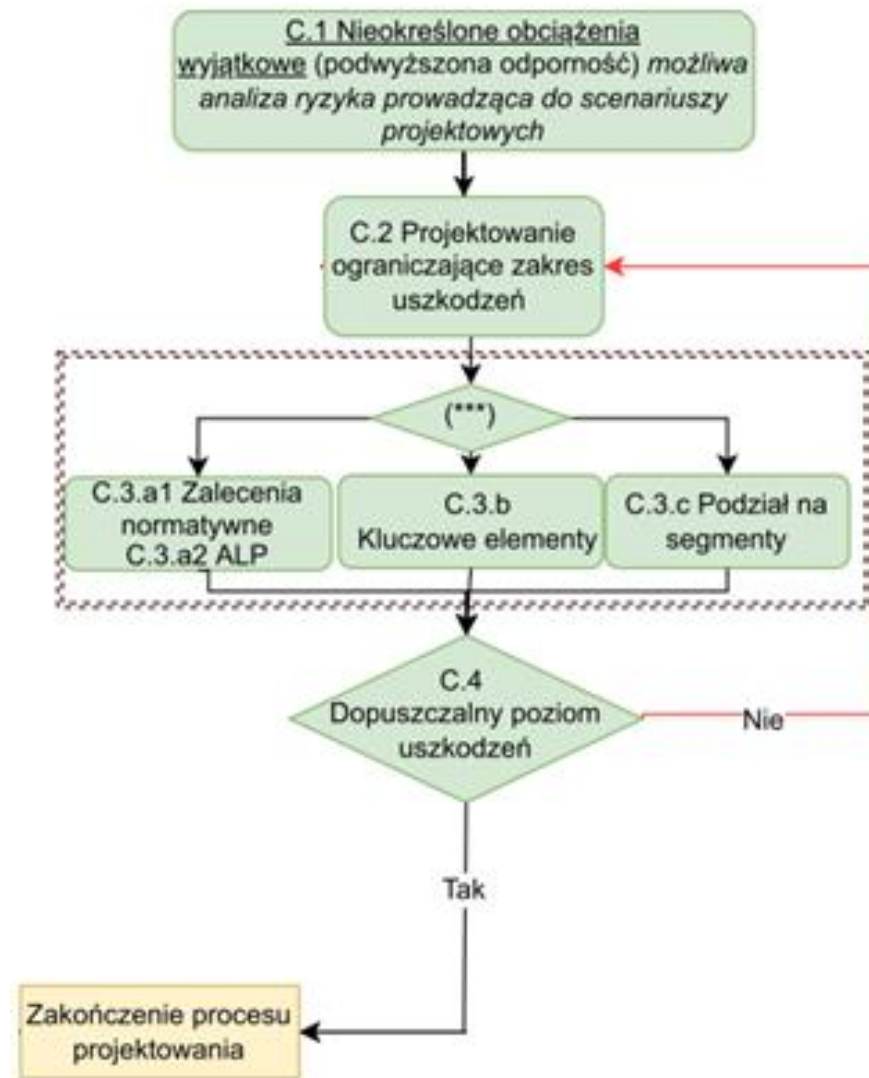 C.1 Nieokreślone obciążenia
wyjątkowe (podwyższona odporność) możliwa
analiza ryzyka prowadząca do scenariuszy
projektowych
C.2 Projektowanie
ograniczające zakres
uszkodzeń
(***)
C.3.a1 Zalecenia
normatywne
C.3.a2 ALP
C.3.b
Kluczowe elementy
C.3.c Podział na
segmenty
C.4
Dopuszczalny poziom
uszkodzeń
Nie
Tak
Zakończenie procesu
projektowania